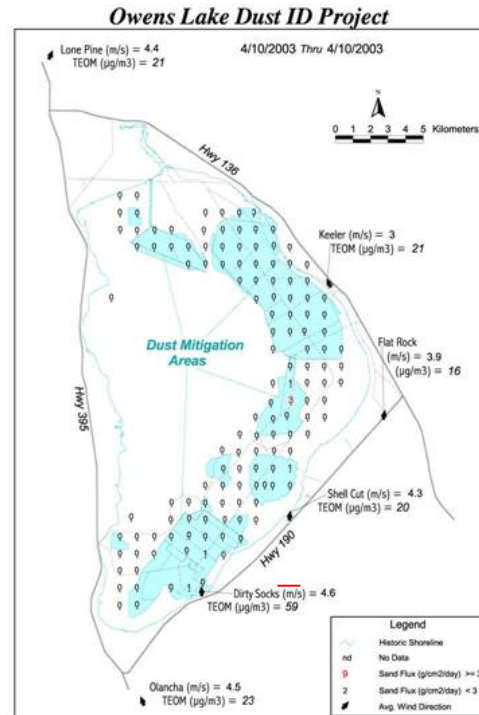 Owens Lake Dust ID Project
Lone Pine (m/s) = 4.4
TEOM (µg/m3) = 21
4/10/2003 Thru 4/10/2003
N
0 1 2 3 4 5 Kilometers
Hwy 136
Keeler (m/s) = 3
TEOM (µg/m3) = 21
Dust Mitigation
Areas
Flat Rock
(m/s) = 3.9
(µg/m3) = 16
Hwy 395
Shell Cut (m/s) = 4.3
TEOM (µg/m3) = 20
Hwy 190
Dirty Socks (m/s) = 4.6
TEOM (µg/m3) = 59
Olancha (m/s) = 4.5
TEOM (µg/m3) = 23
Legend
Historic Shoreline
nd No Data
9 Sand Flux (g/cm2/day) >= 3
2 Sand Flux (g/cm2/day) < 3
Avg. Wind Direction